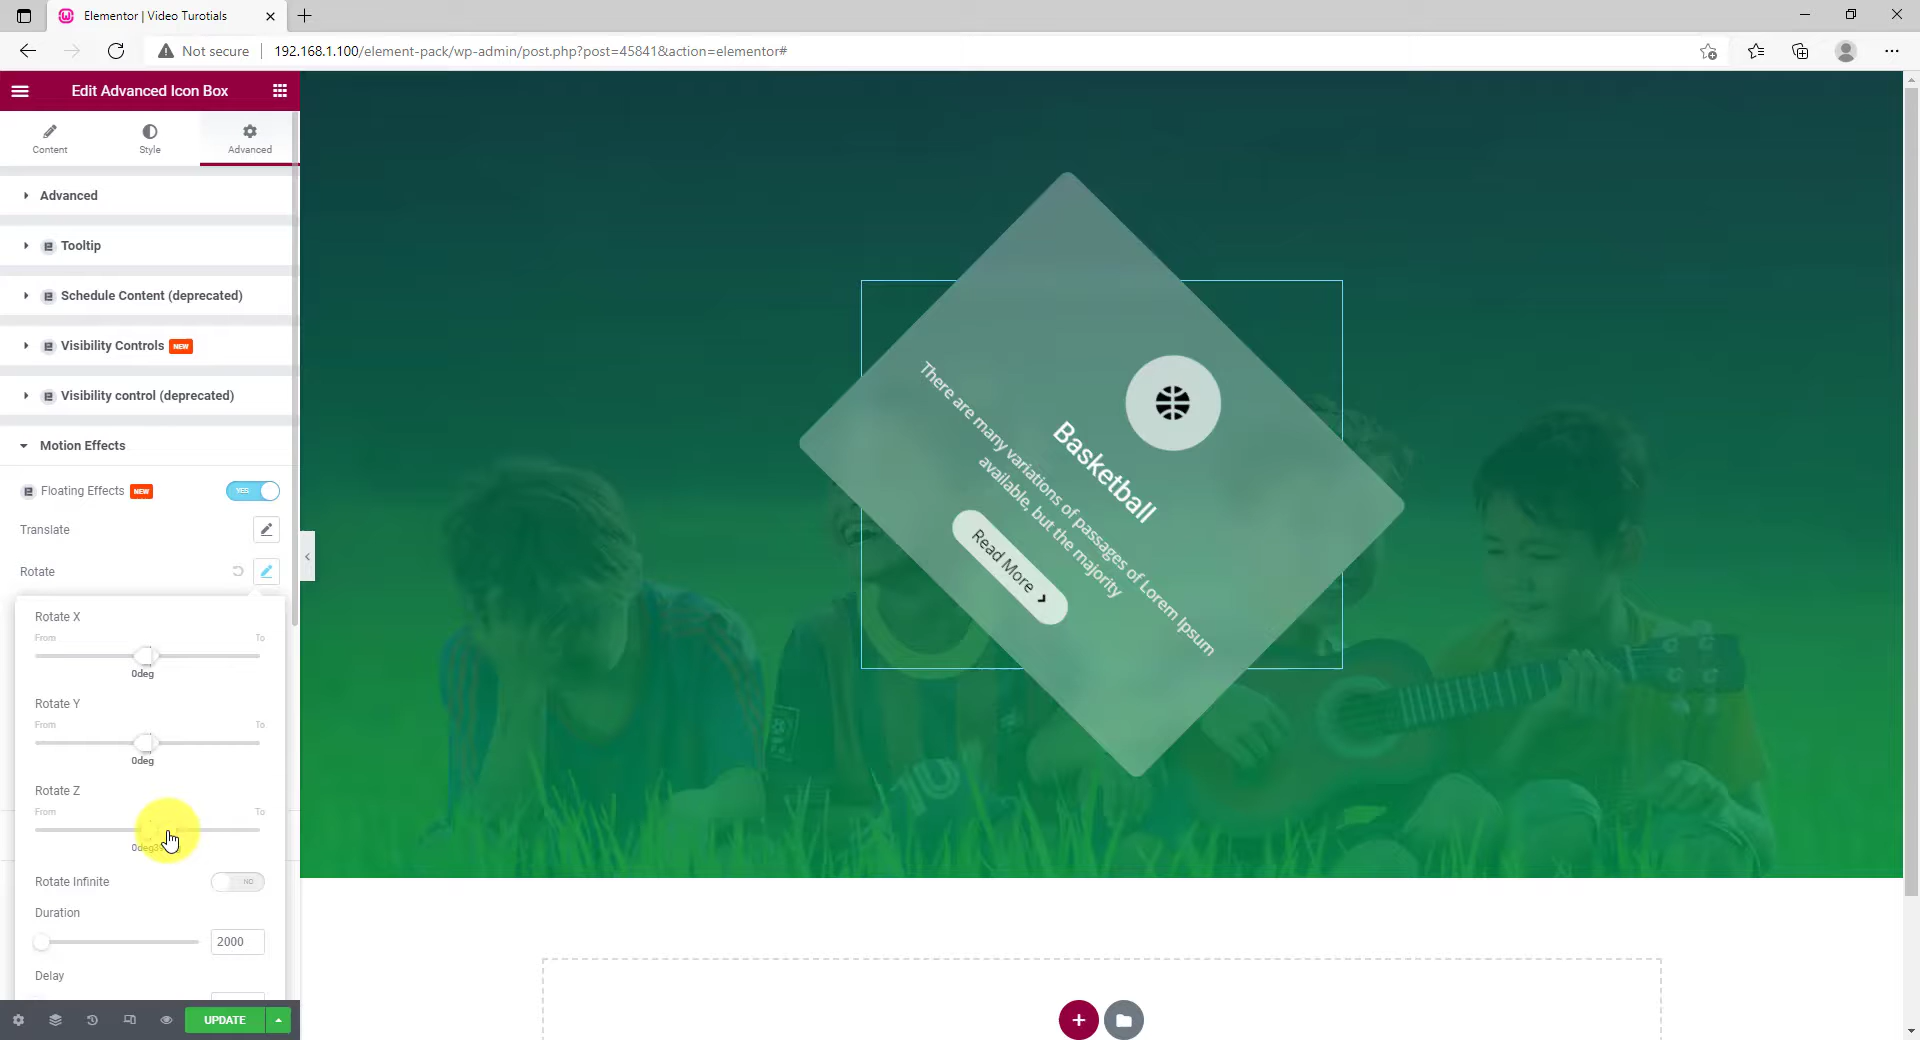 Elementor | Video Turotials
Not secure
192.168.1.100/element-pack/wp-admin/post.php?post=45841&action=elementor#
Edit Advanced Icon Box
Content
Style
Advanced
Advanced
Tooltip
Schedule Content (deprecated)
Visibility Controls NEW
Visibility control (deprecated)
Motion Effects
Floating Effects NEW
YES
Translate
Rotate
Rotate X
From To
0deg
Rotate Y
From To
0deg
Rotate Z
From To
0deg
Rotate Infinite
NO
Duration
2000
Delay
UPDATE
Basketball
There are many variations of passages of Lorem Ipsum
available, but the majority
Read More
10